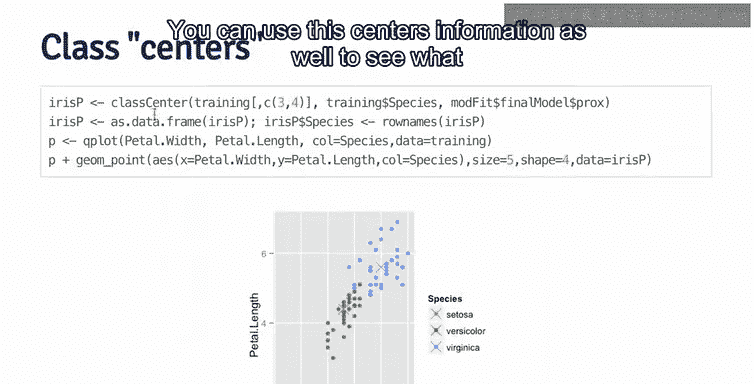 You can use this centers information as
well to see what
Class "centers"
irisP <- classCenter(training[,c(3,4)], training$Species, modFit$finalModel$prox)
irisP <- as.data.frame(irisP); irisP$Species <- rownames(irisP)
p <- qplot(Petal.Width, Petal.Length, col=Species,data=training)
p + geom_point(aes(x=Petal.Width,y=Petal.Length,col=Species),size=5,shape=4,data=irisP)
6
4
Petal.Length
Species
setosa
versicolor
virginica